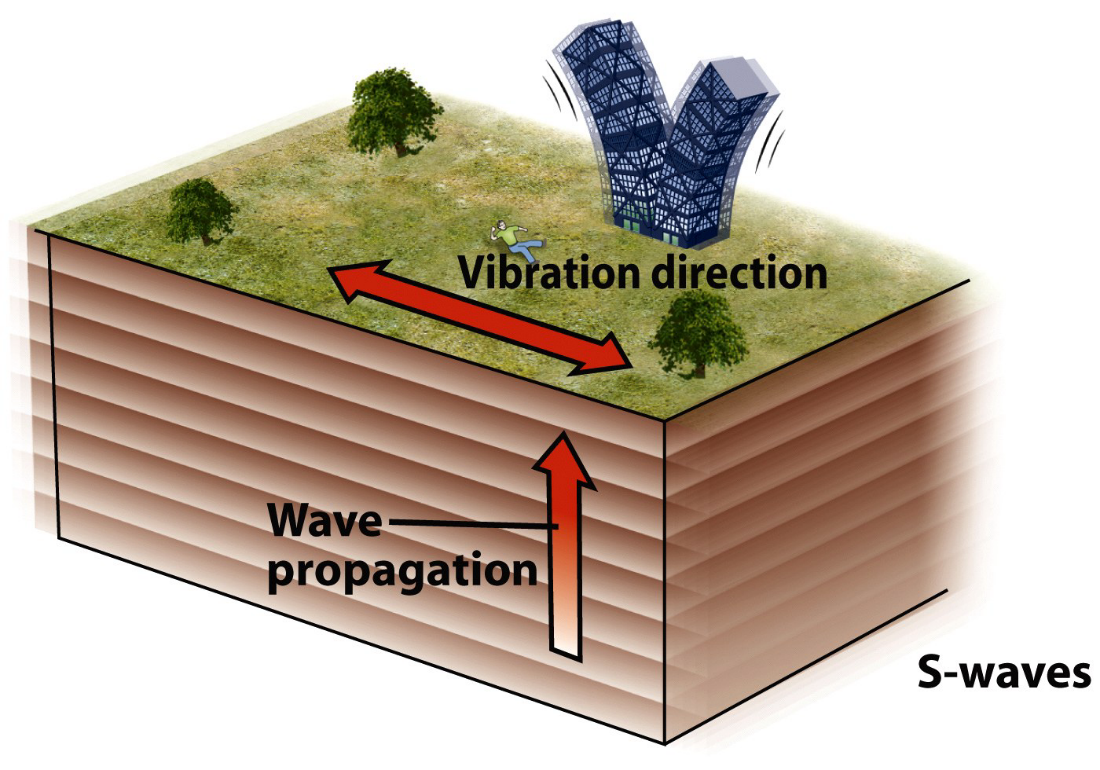 Vibration direction
Wave
propagation
S-waves